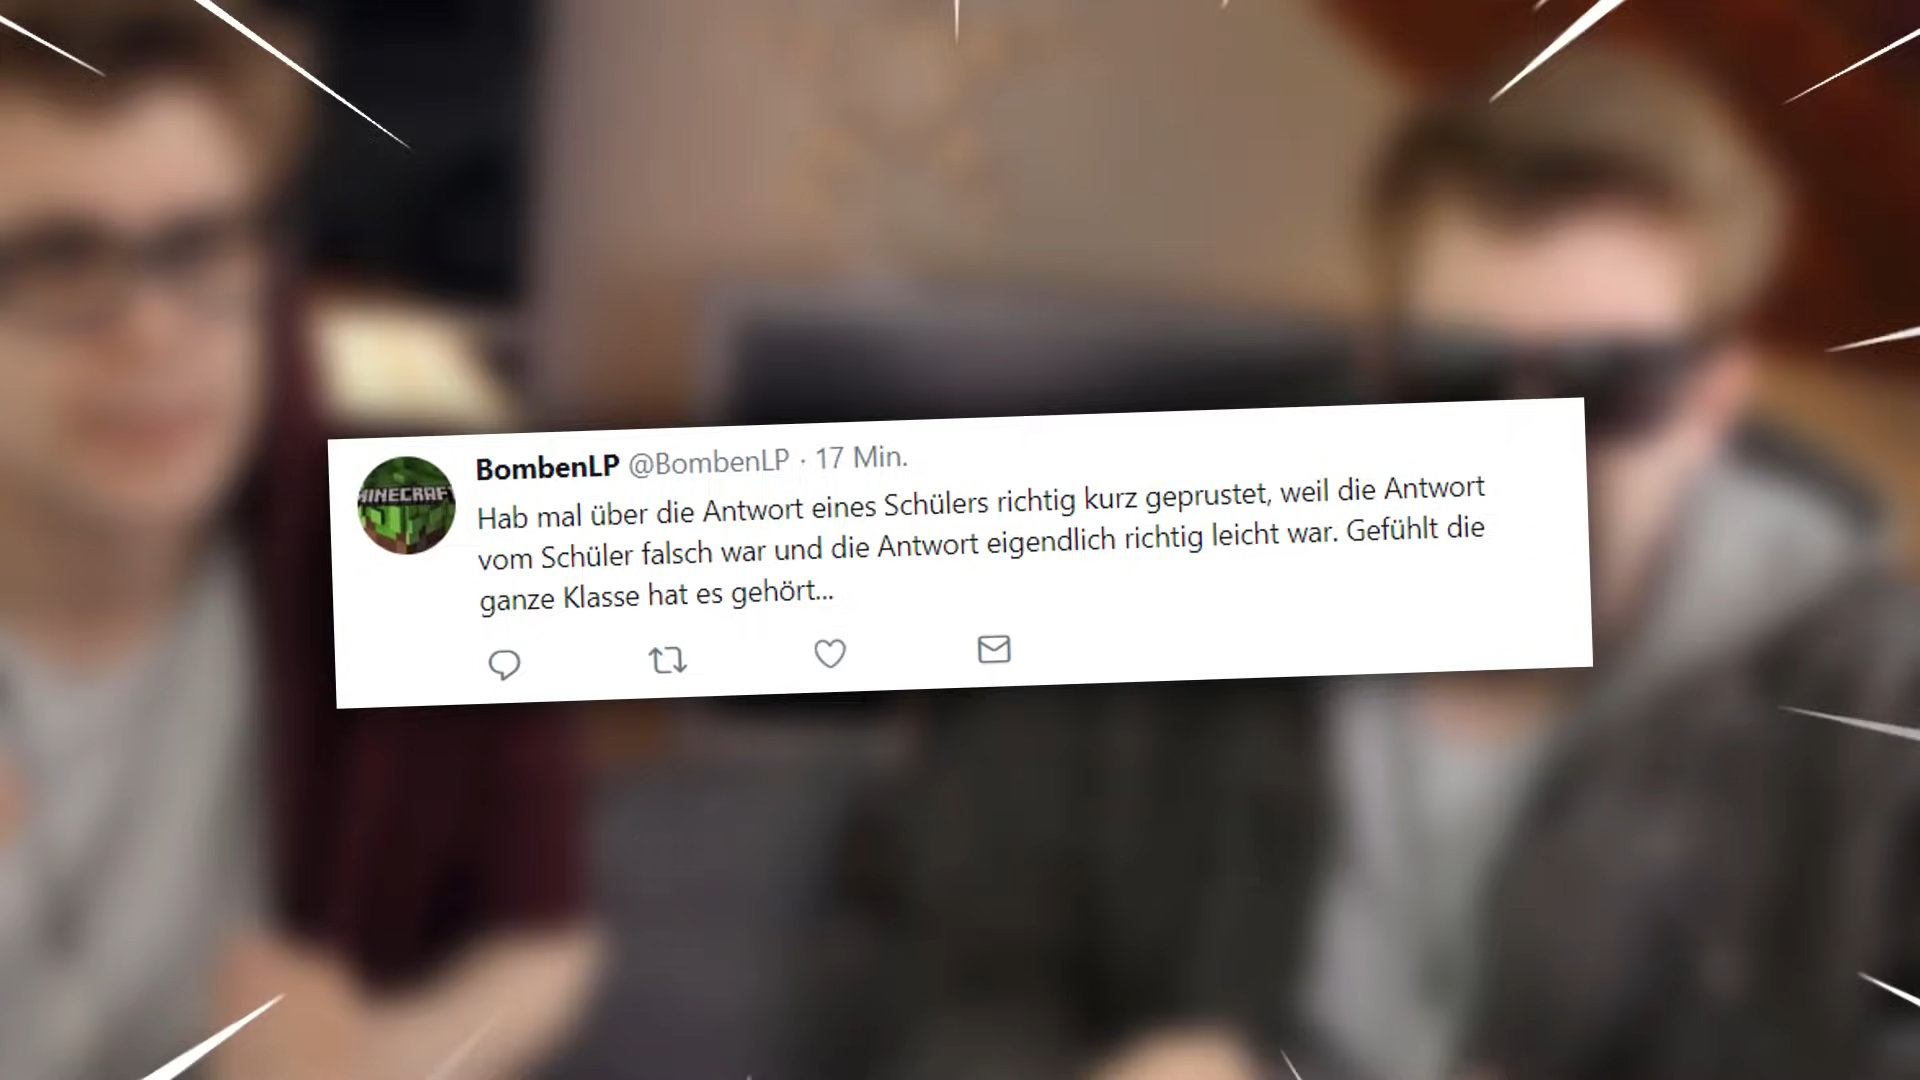 BombenLP @BombenLP · 17 Min.
MINECRAFT
Hab mal über die Antwort eines Schülers richtig kurz geprustet, weil die Antwort
vom Schüler falsch war und die Antwort eigendlich richtig leicht war. Gefühlt die
ganze Klasse hat es gehört...